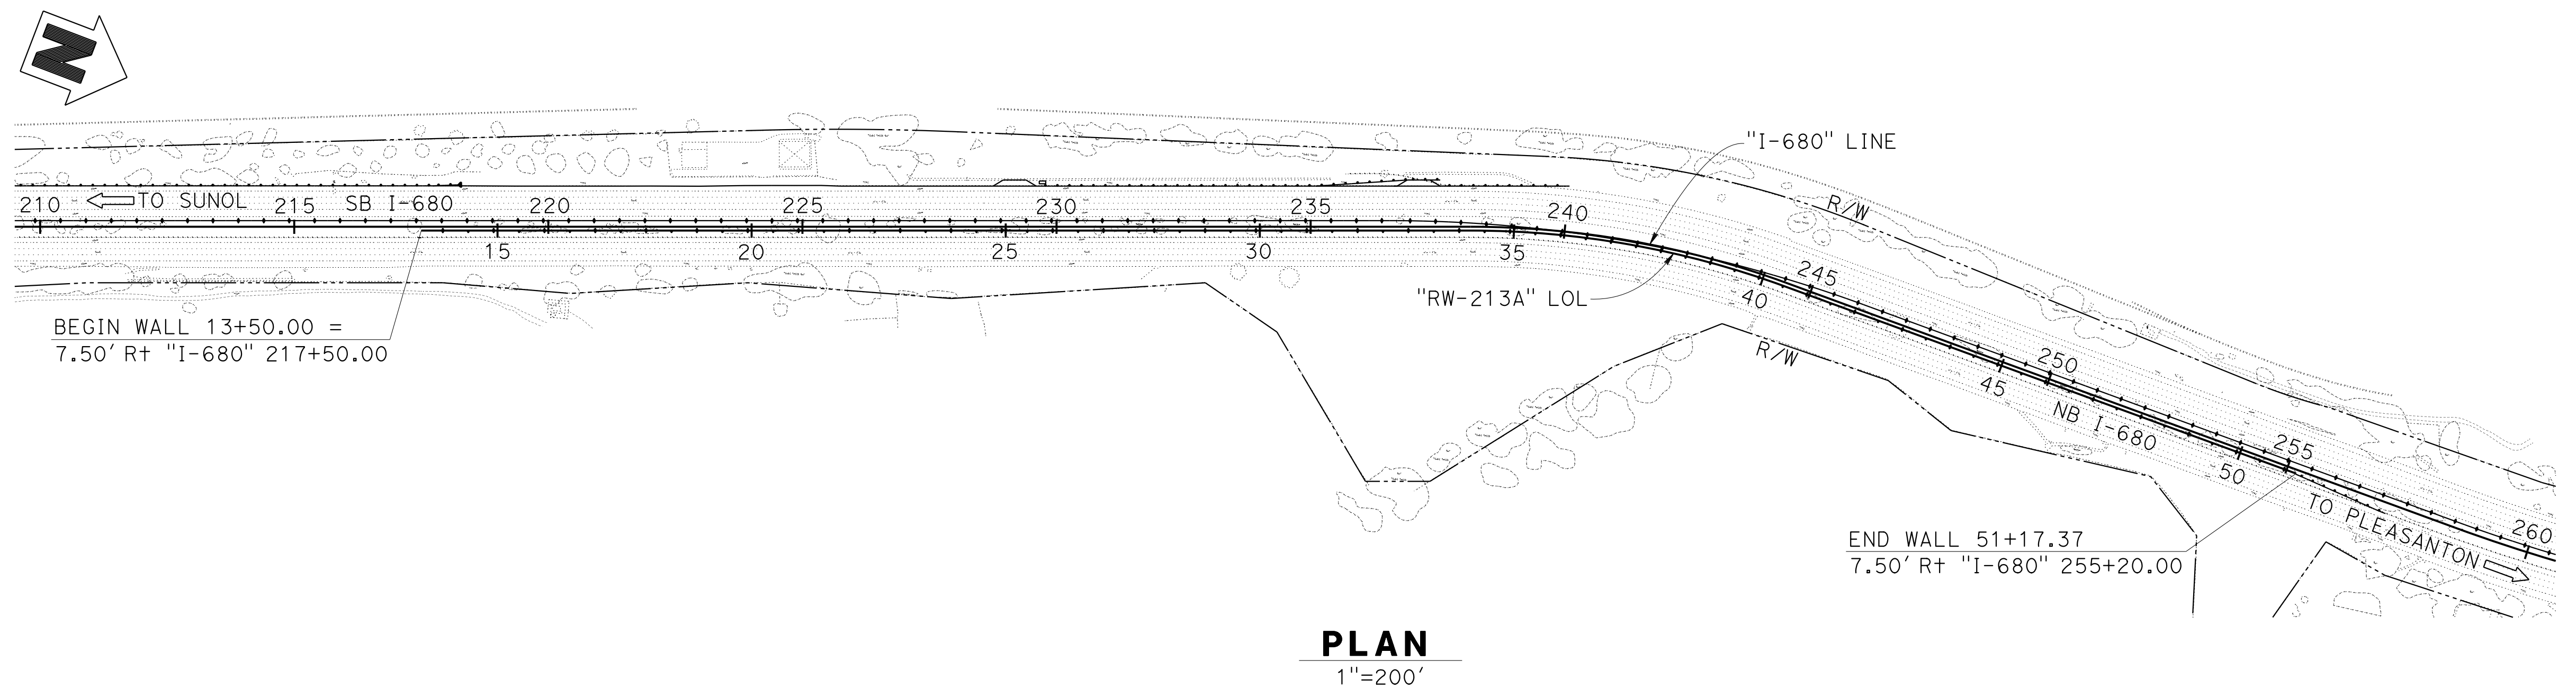 N
"I-680" LINE
R/W
TO SUNOL
SB I-680
210 215 220 225 230 235 240 245 250 255 260
15 20 25 30 35 40 45 50
"RW-213A" LOL
BEGIN WALL 13+50.00 =
7.50' Rt "I-680" 217+50.00
R/W
NB I-680
TO PLEASANTON
END WALL 51+17.37
7.50' Rt "I-680" 255+20.00
PLAN
1"=200'